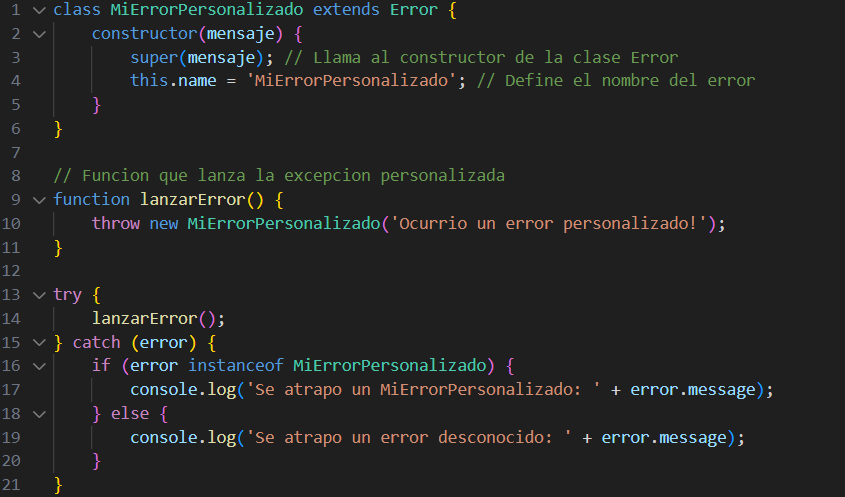 1 class MiErrorPersonalizado extends Error {
2 constructor(mensaje) {
3 super(mensaje); // Llama al constructor de la clase Error
4 this.name = 'MiErrorPersonalizado'; // Define el nombre del error
5 }
6 }
7
8 // Funcion que lanza la excepcion personalizada
9 function lanzarError() {
10 throw new MiErrorPersonalizado('Ocurrio un error personalizado!');
11 }
12
13 try {
14 lanzarError();
15 } catch (error) {
16 if (error instanceof MiErrorPersonalizado) {
17 console.log('Se atrapo un MiErrorPersonalizado: ' + error.message);
18 } else {
19 console.log('Se atrapo un error desconocido: ' + error.message);
20 }
21 }